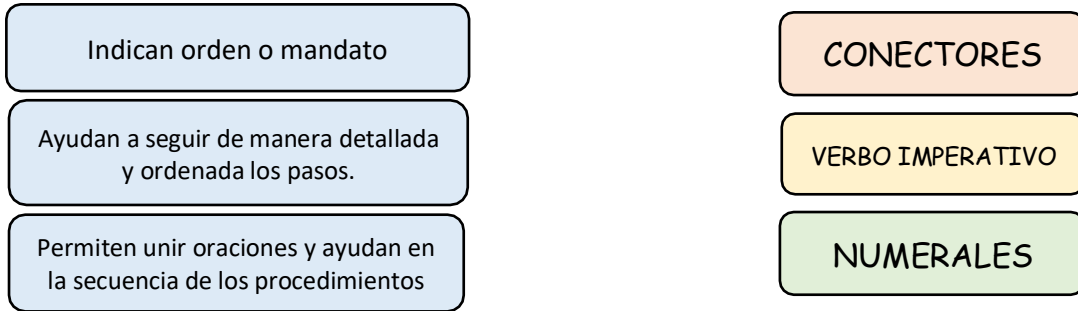 Indican orden o mandato
Ayudan a seguir de manera detallada
y ordenada los pasos.
Permiten unir oraciones y ayudan en
la secuencia de los procedimientos
CONECTORES
VERBO IMPERATIVO
NUMERALES